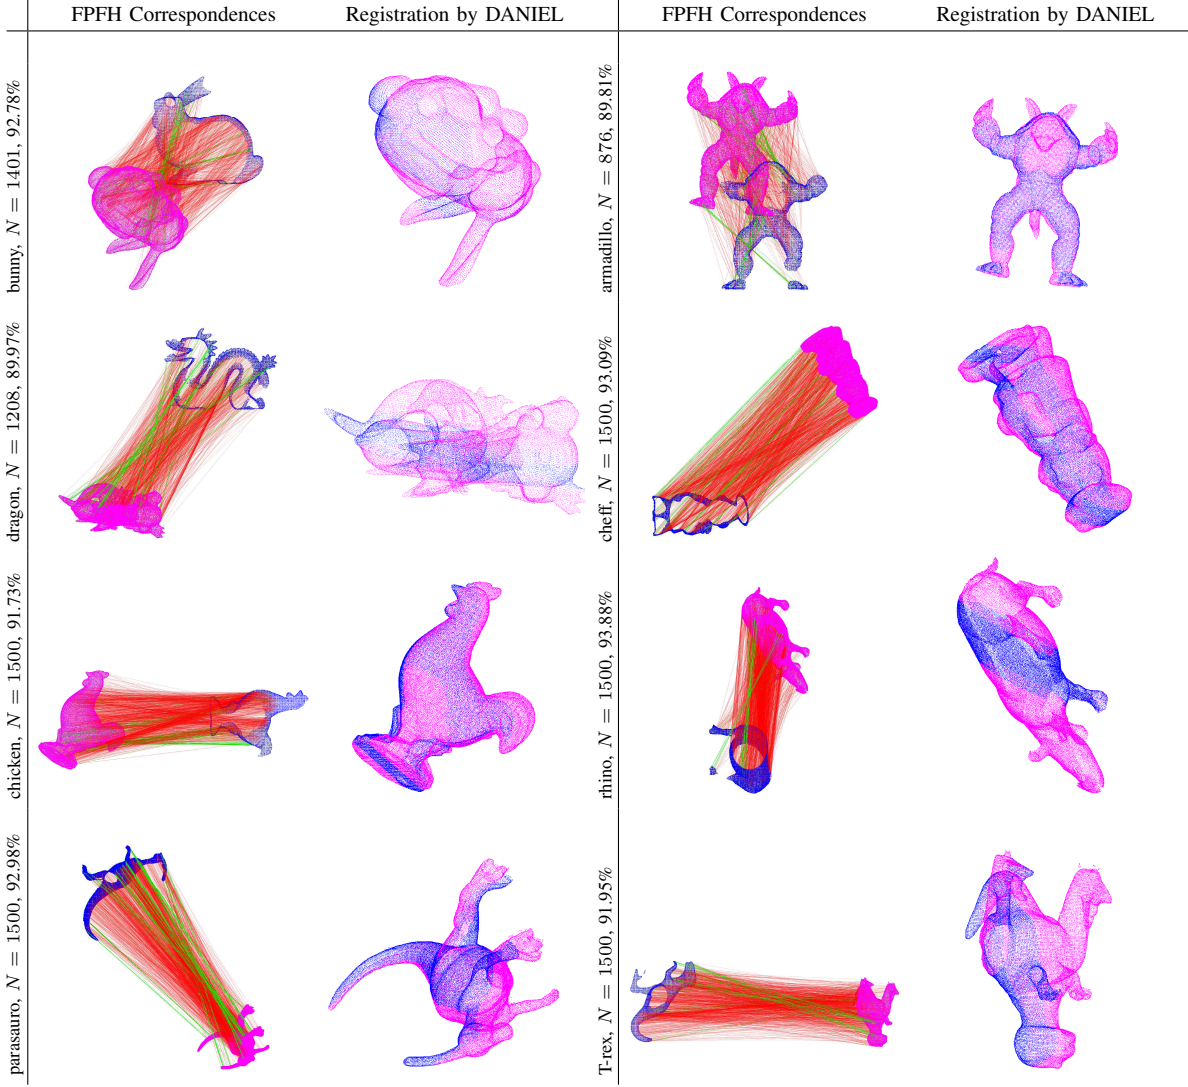 FPFH Correspondences Registration by DANIEL FPFH Correspondences Registration by DANIEL
bunny, N = 1401, 92.78%
armadillo, N = 876, 89.81%
dragon, N = 1208, 89.97%
cheff, N = 1500, 93.09%
chicken, N = 1500, 91.73%
rhino, N = 1500, 93.88%
parasauro, N = 1500, 92.98%
T-rex, N = 1500, 91.95%